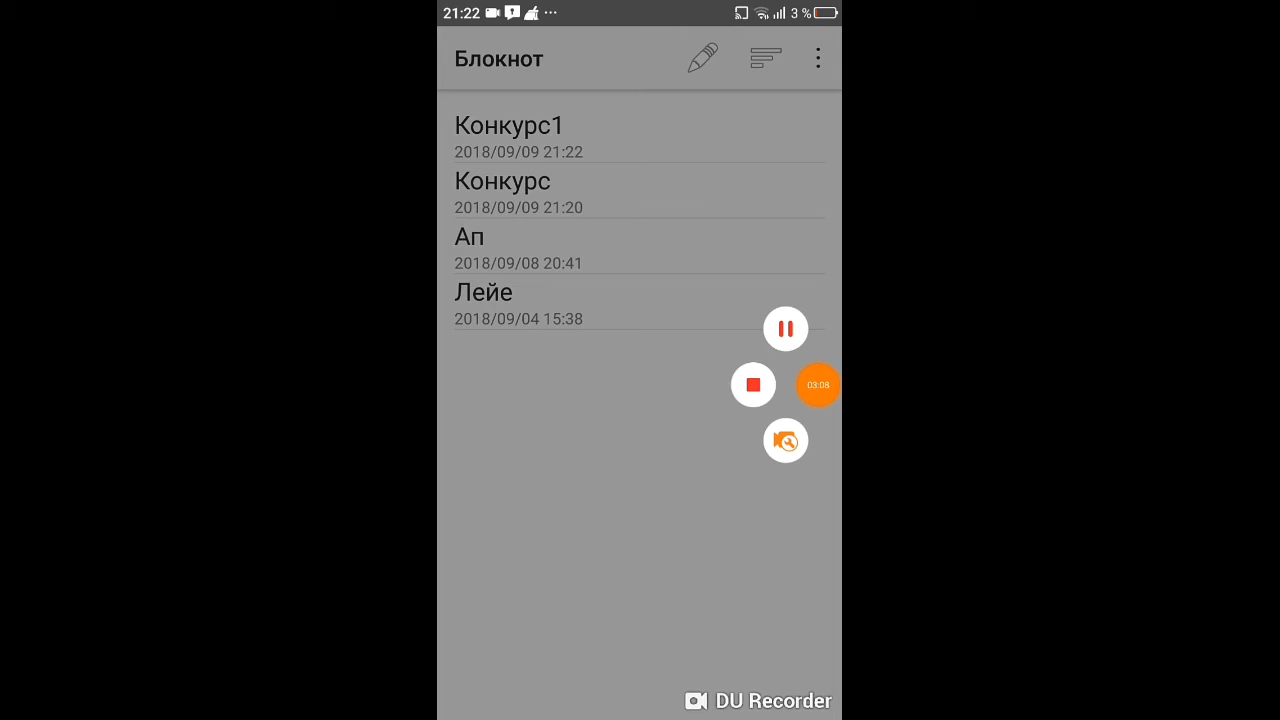 21:22 3 %
Блокнот
Конкурс1
2018/09/09 21:22
Конкурс
2018/09/09 21:20
Ап
2018/09/08 20:41
Лейе
2018/09/04 15:38
03:08
DU Recorder